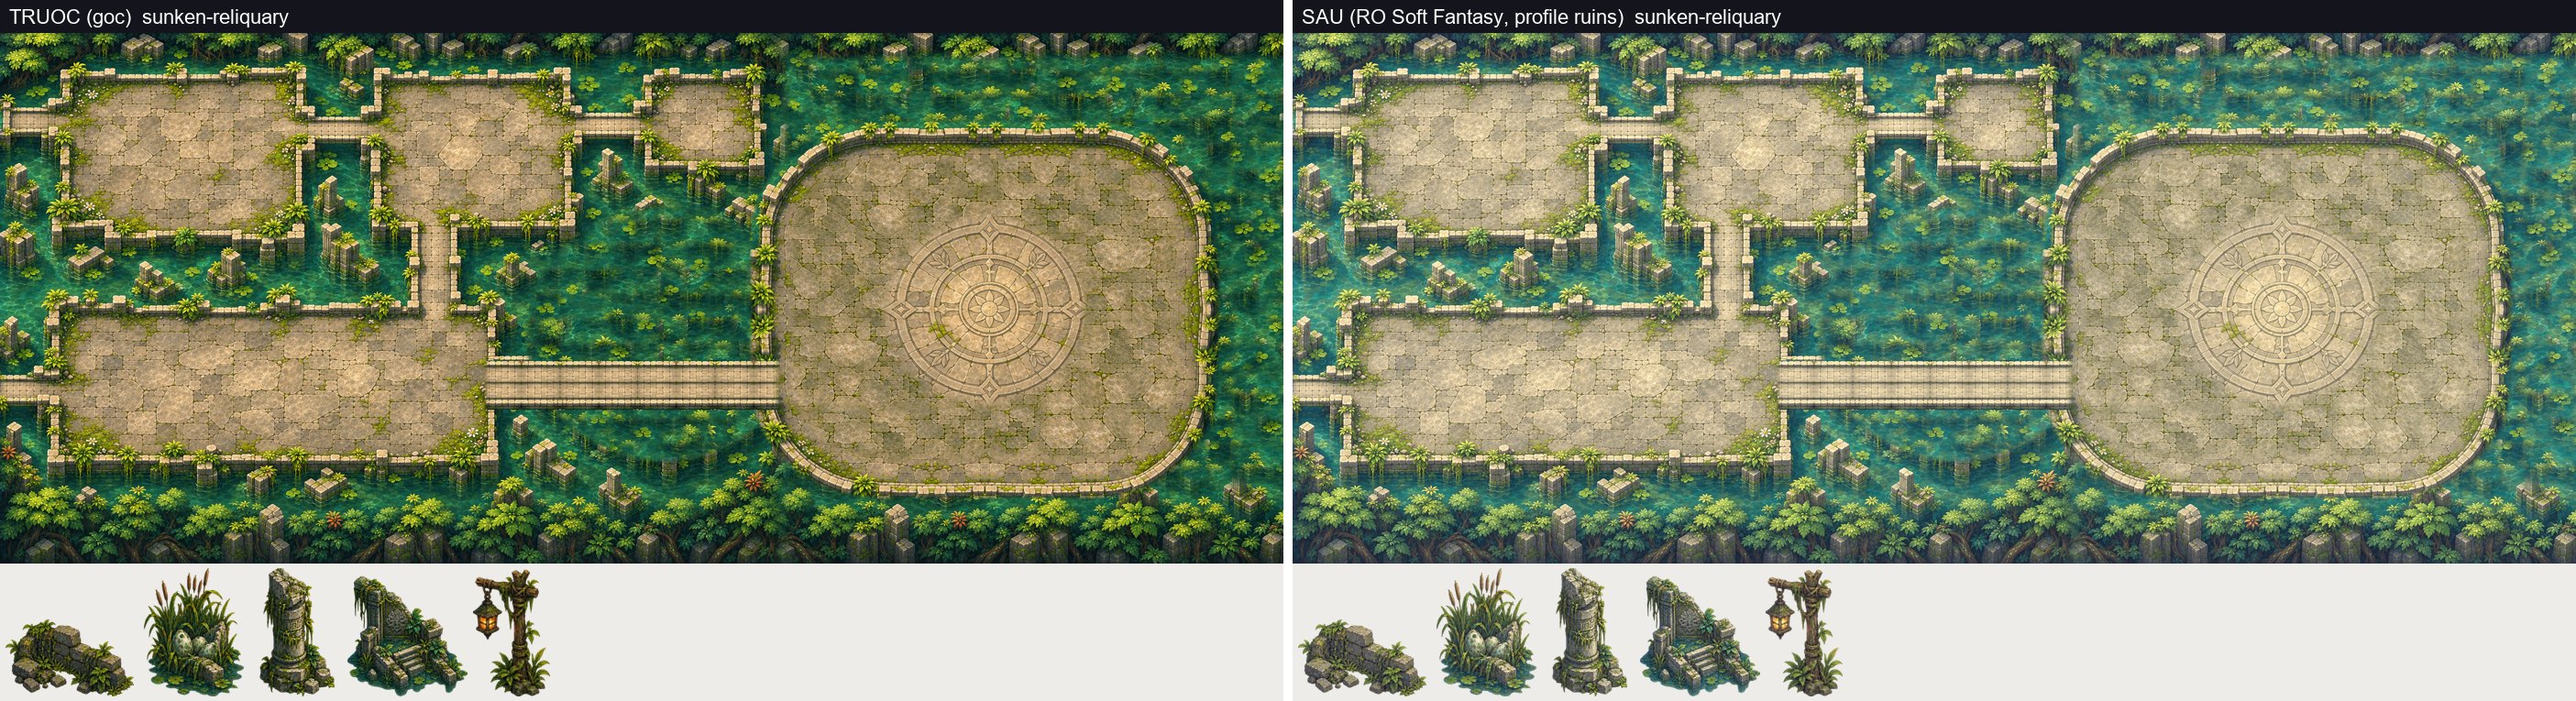 TRUOC (goc)  sunken-reliquary
SAU (RO Soft Fantasy, profile ruins)  sunken-reliquary